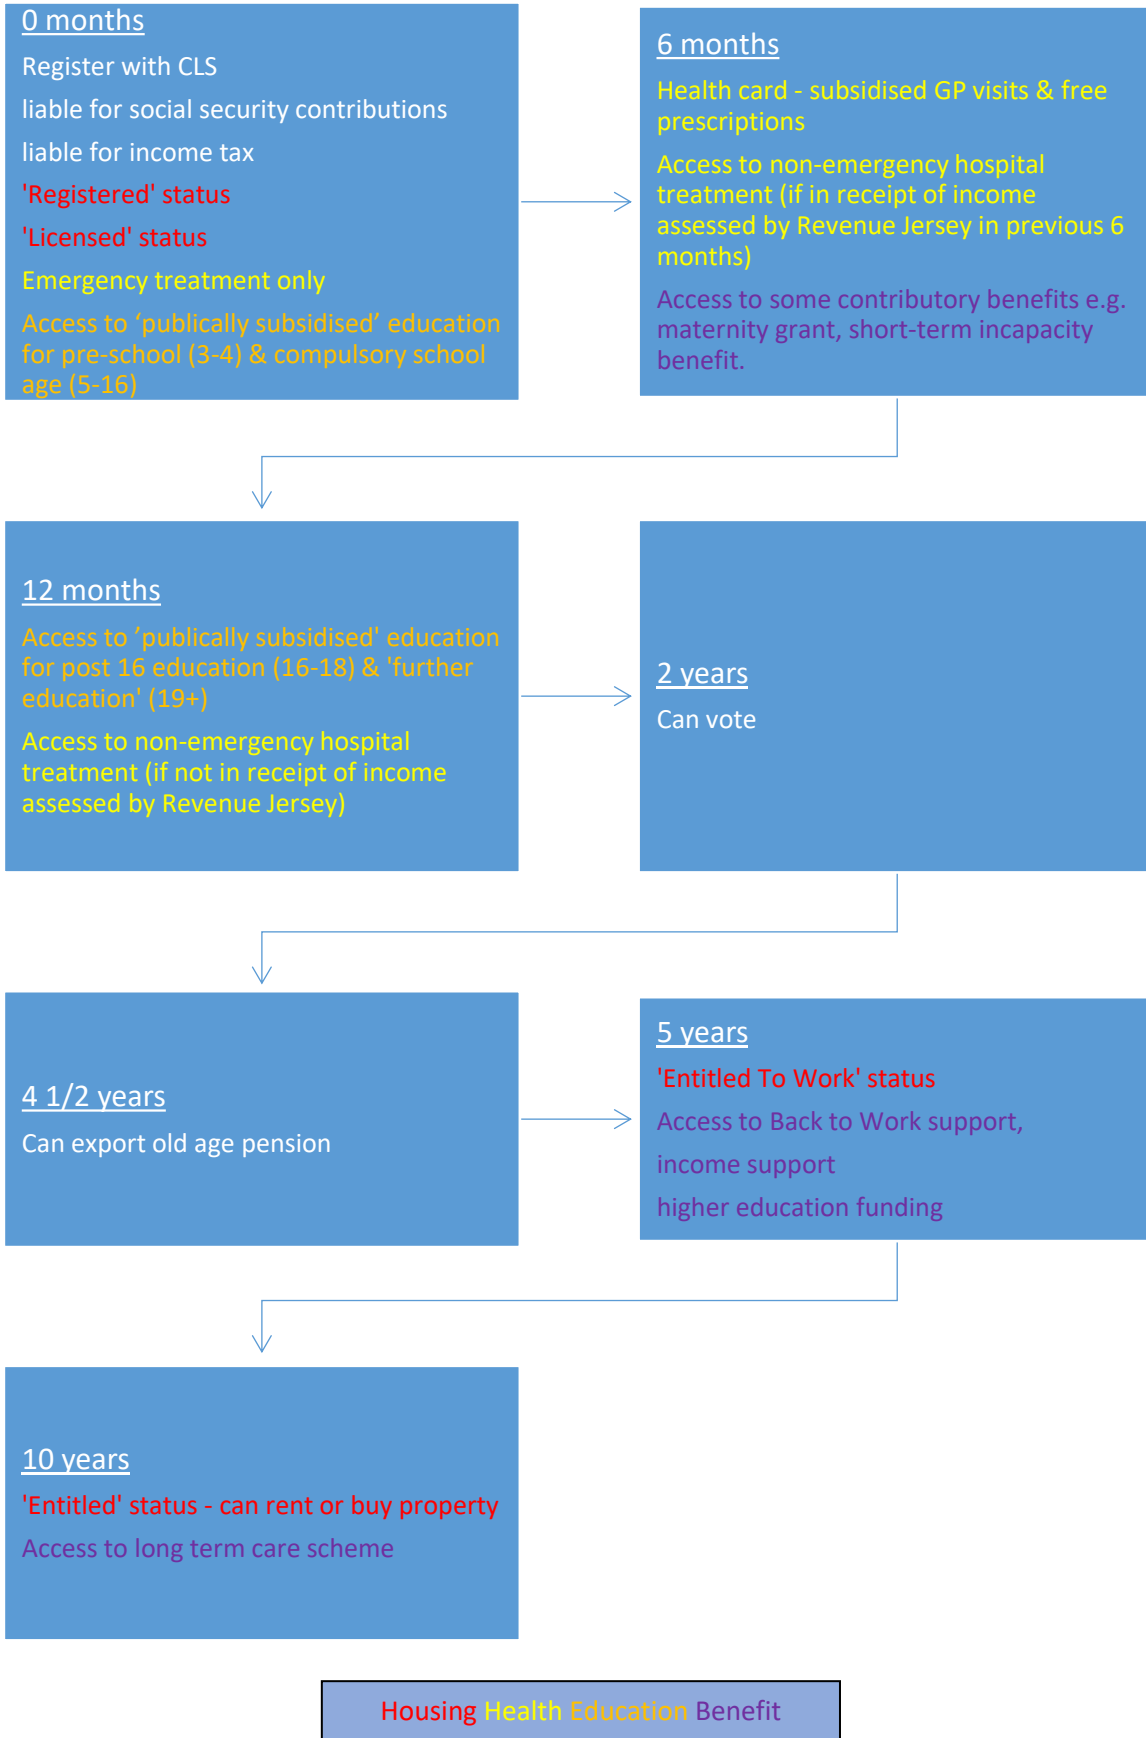 0 months
Register with CLS
liable for social security contributions
liable for income tax
'Registered' status
'Licensed' status
Emergency treatment only
Access to ‘publically subsidised’ education
for pre-school (3-4) & compulsory school
age (5-16)
6 months
Health card - subsidised GP visits & free
prescriptions
Access to non-emergency hospital
treatment (if in receipt of income
assessed by Revenue Jersey in previous 6
months)
Access to some contributory benefits e.g.
maternity grant, short-term incapacity
benefit.
12 months
Access to ’publically subsidised' education
for post 16 education (16-18) & 'further
education' (19+)
Access to non-emergency hospital
treatment (if not in receipt of income
assessed by Revenue Jersey)
2 years
Can vote
4 1/2 years
Can export old age pension
5 years
'Entitled To Work' status
Access to Back to Work support,
income support
higher education funding
10 years
'Entitled' status - can rent or buy property
Access to long term care scheme
Housing Health Education Benefit